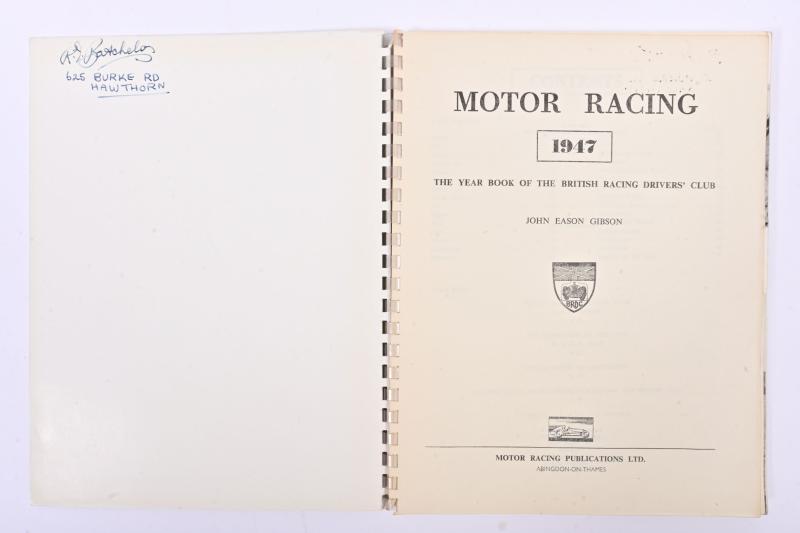 R. Batchelor
625 BURKE RD
HAWTHORN
MOTOR RACING
1947
THE YEAR BOOK OF THE BRITISH RACING DRIVERS' CLUB
JOHN EASON GIBSON
BRDC
MOTOR RACING PUBLICATIONS LTD.
ABINGDON-ON-THAMES